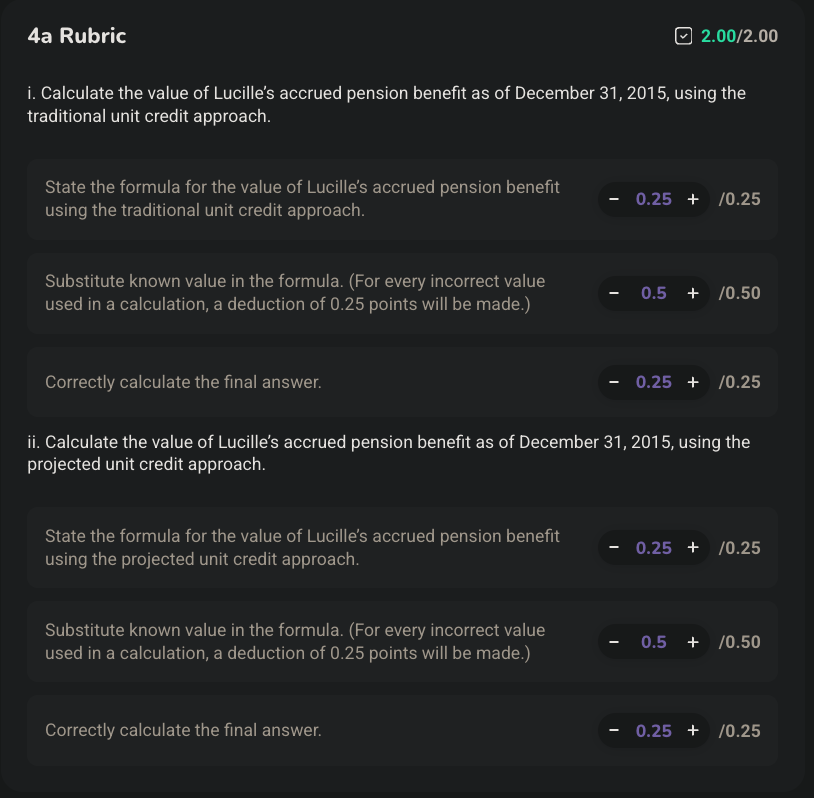 4a Rubric 2.00/2.00
i. Calculate the value of Lucille’s accrued pension benefit as of December 31, 2015, using the
traditional unit credit approach.
State the formula for the value of Lucille’s accrued pension benefit
using the traditional unit credit approach.
− 0.25 + /0.25
Substitute known value in the formula. (For every incorrect value
used in a calculation, a deduction of 0.25 points will be made.)
− 0.5 + /0.50
Correctly calculate the final answer.
− 0.25 + /0.25
ii. Calculate the value of Lucille’s accrued pension benefit as of December 31, 2015, using the
projected unit credit approach.
State the formula for the value of Lucille’s accrued pension benefit
using the projected unit credit approach.
− 0.25 + /0.25
Substitute known value in the formula. (For every incorrect value
used in a calculation, a deduction of 0.25 points will be made.)
− 0.5 + /0.50
Correctly calculate the final answer.
− 0.25 + /0.25